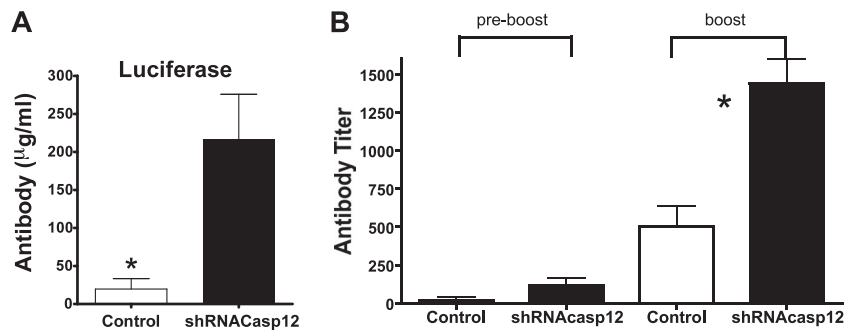 A
Luciferase
Antibody (µg/ml)
300
250
200
150
100
50
0
*
Control
shRNACasp12
B
pre-boost
boost
Antibody Titer
1500
1250
1000
750
500
250
0
*
Control
shRNAcasp12
Control
shRNAcasp12